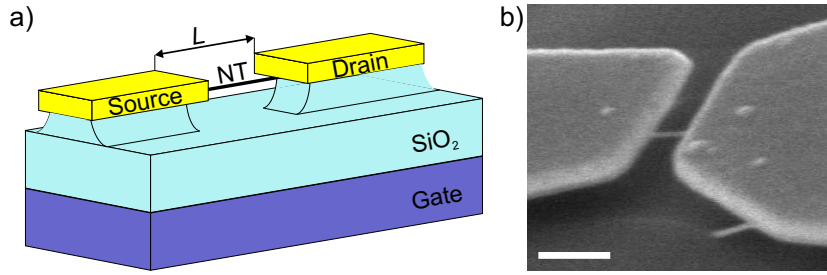 a)
L
NT
Source
Drain
SiO₂
Gate
b)